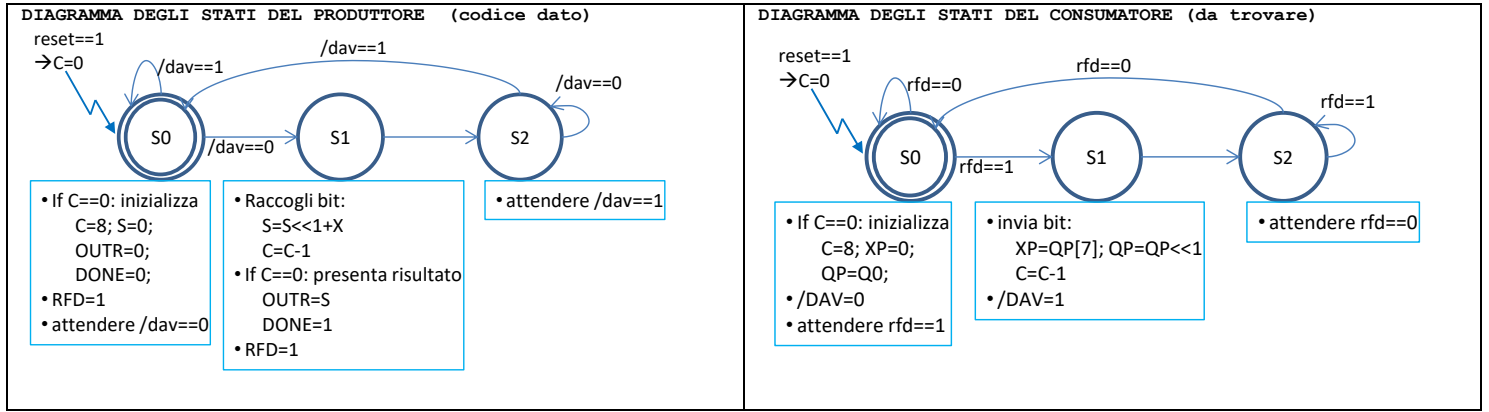 DIAGRAMMA DEGLI STATI DEL PRODUTTORE (codice dato)
reset==1
→C=0
/dav==1
/dav==1
/dav==0
S0
/dav==0
S1
S2
• If C==0: inizializza
C=8; S=0;
OUTR=0;
DONE=0;
• RFD=1
• attendere /dav==0
• Raccogli bit:
S=S<<1+X
C=C-1
• If C==0: presenta risultato
OUTR=S
DONE=1
• RFD=1
• attendere /dav==1
DIAGRAMMA DEGLI STATI DEL CONSUMATORE (da trovare)
reset==1
→C=0
rfd==0
rfd==0
rfd==1
S0
rfd==1
S1
S2
• If C==0: inizializza
C=8; XP=0;
QP=Q0;
• /DAV=0
• attendere rfd==1
• invia bit:
XP=QP[7]; QP=QP<<1
C=C-1
• /DAV=1
• attendere rfd==0